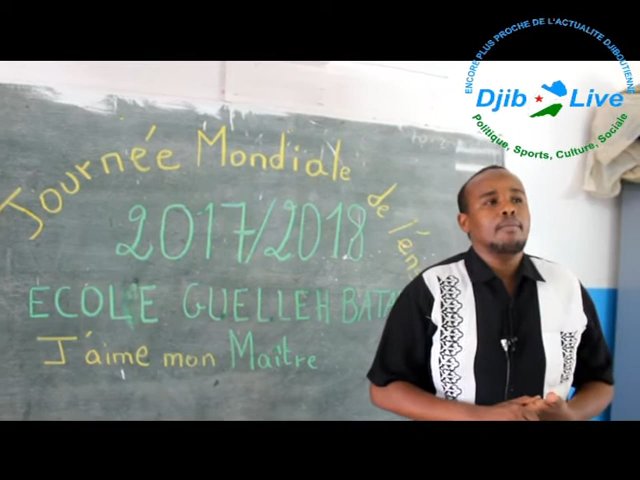 ENCORE PLUS PROCHE DE L'ACTUALITE DJIBOUTIENNE
Djib Live
Politique, Sports, Culture, Sociale
Journée Mondiale de l'en
2017/2018
ECOLE GUELLEH BATA
J'aime mon Maître